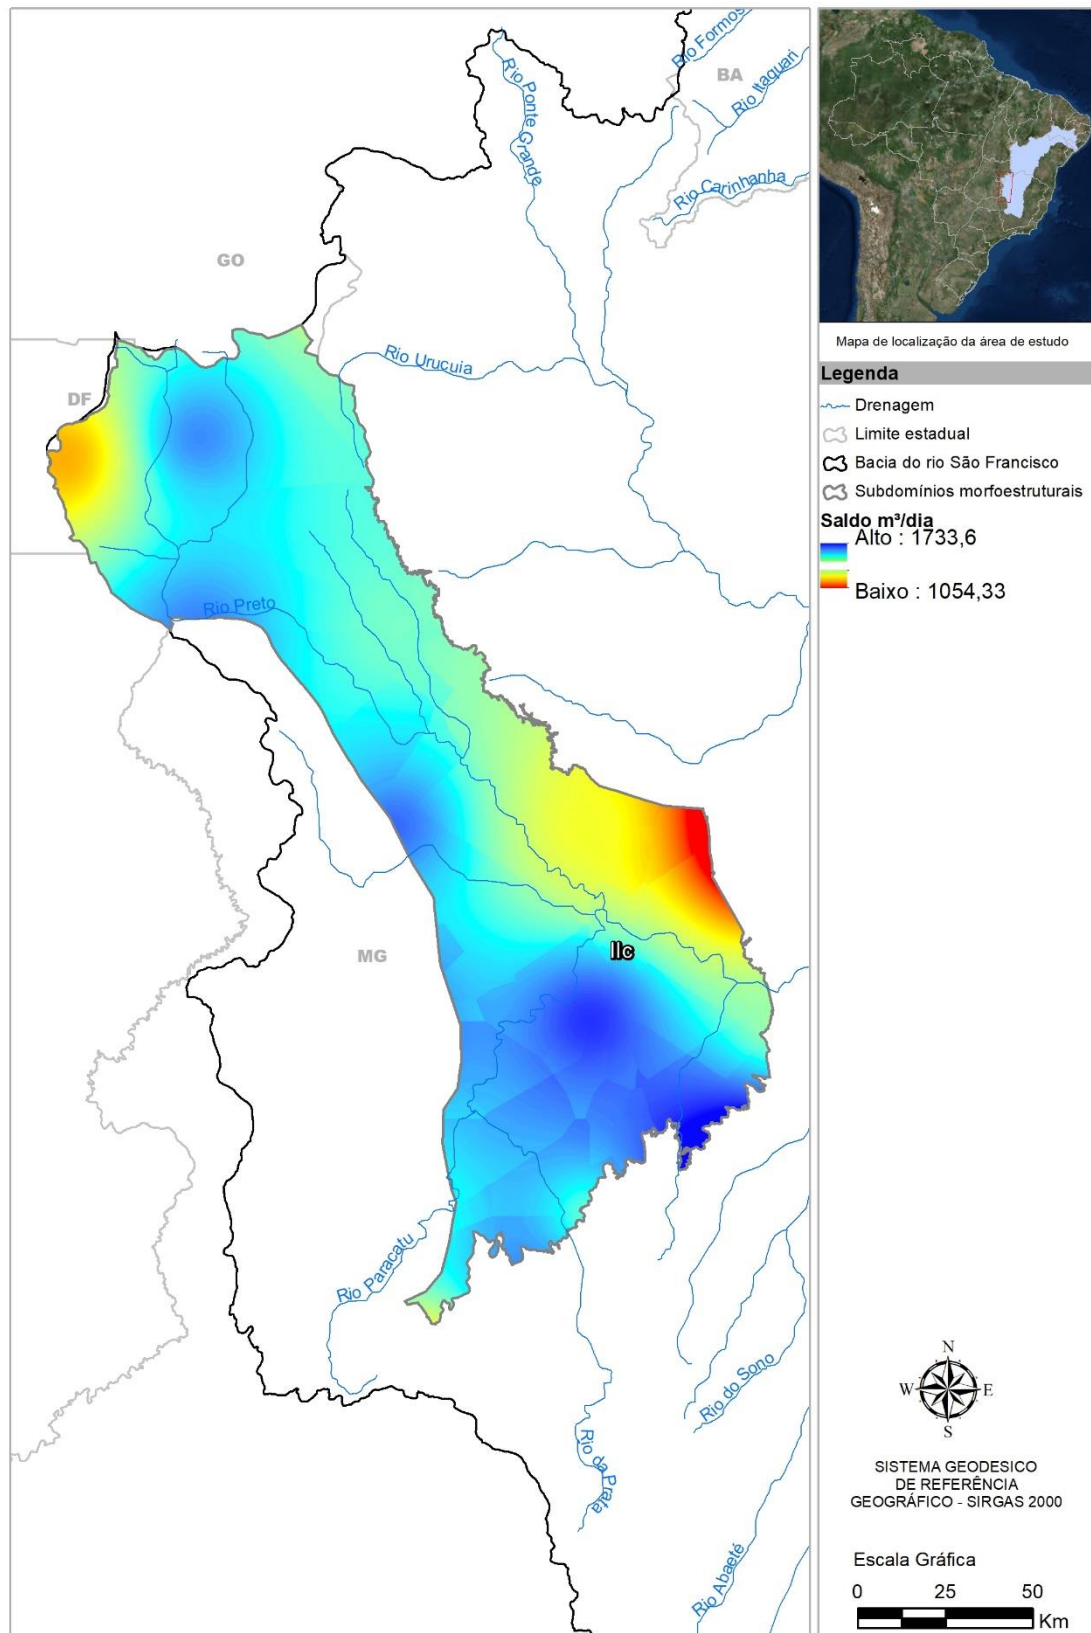 Rio Formoso
BA
Rio Itaquari
Rio Ponte Grande
Rio Carinhanha
GO
Rio Urucuia
DF
Rio Preto
MG
IIc
Rio Paracatu
Rio do Sono
Rio da Prata
Rio Abaeté
Mapa de localização da área de estudo
Legenda
Drenagem
Limite estadual
Bacia do rio São Francisco
Subdomínios morfoestruturais
Saldo m³/dia
Alto : 1733,6
Baixo : 1054,33
N
W
E
S
SISTEMA GEODESICO
DE REFERÊNCIA
GEOGRÁFICO - SIRGAS 2000
Escala Gráfica
0 25 50
Km